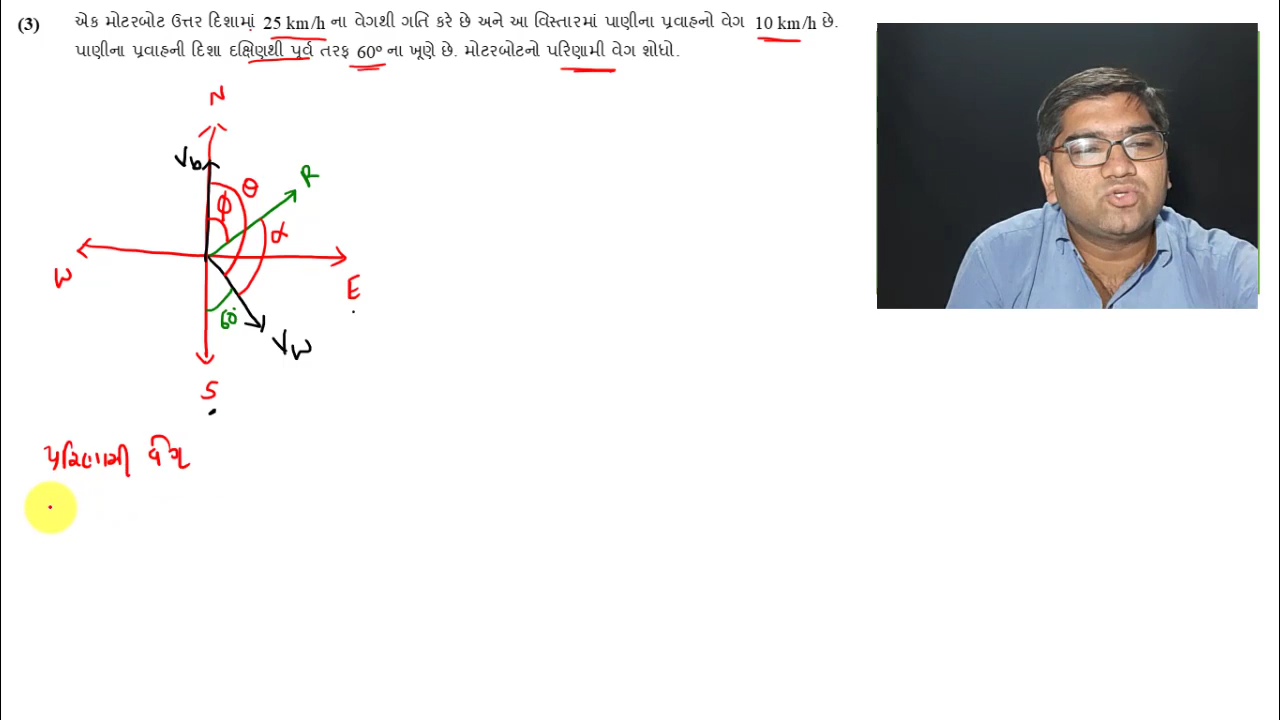 (3) એક મોટરબોટ ઉત્તર દિશામાં 25 km/h ના વેગથી ગતિ કરે છે અને આ વિસ્તારમાં પાણીના પ્રવાહનો વેગ 10 km/h છે.
પાણીના પ્રવાહની દિશા દક્ષિણથી પૂર્વ તરફ 60° ના ખૂણે છે. મોટરબોટનો પરિણામી વેગ શોધો.
N
Vb
θ
R
φ
α
W
E
60°
Vw
S
પરિણામી વેગ